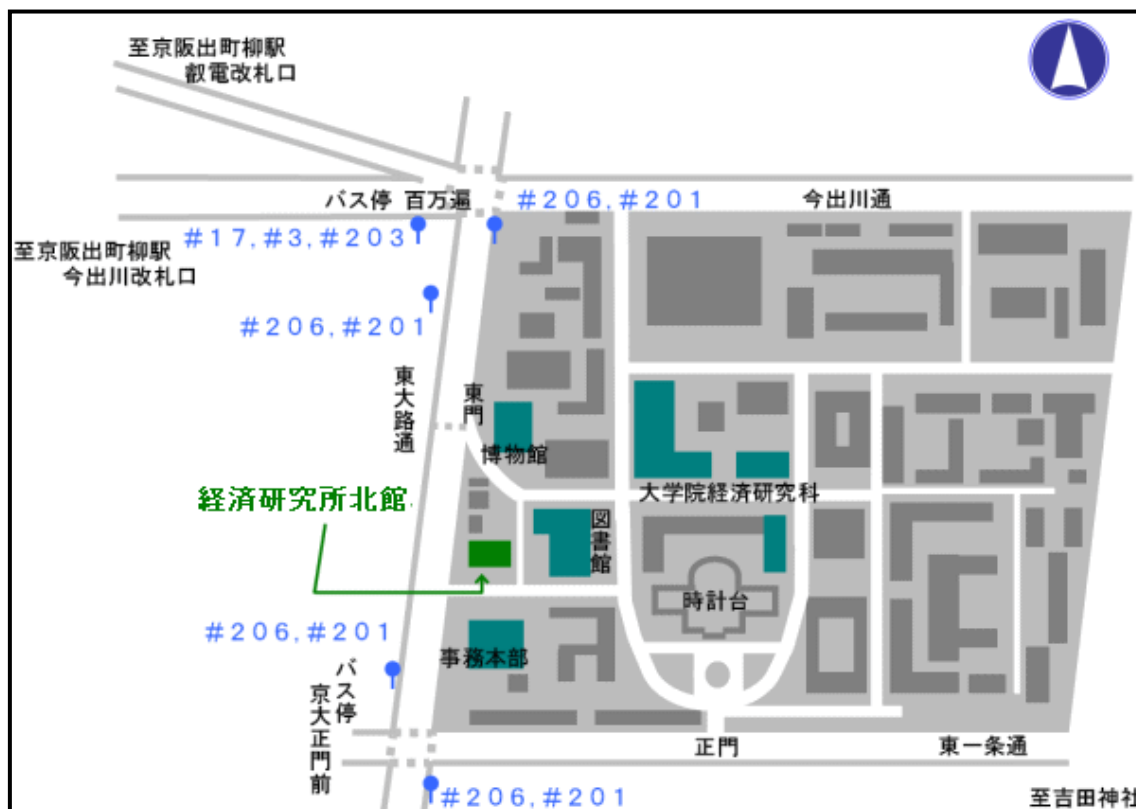 至京阪出町柳駅
叡電改札口
バス停 百万遍
#206,#201
今出川通
#17,#3,#203
至京阪出町柳駅
今出川改札口
#206,#201
東大路通
東門
博物館
経済研究所北館
大学院経済研究科
図書館
時計台
#206,#201
事務本部
バス停
京大正門前
正門
東一条通
#206,#201
至吉田神社